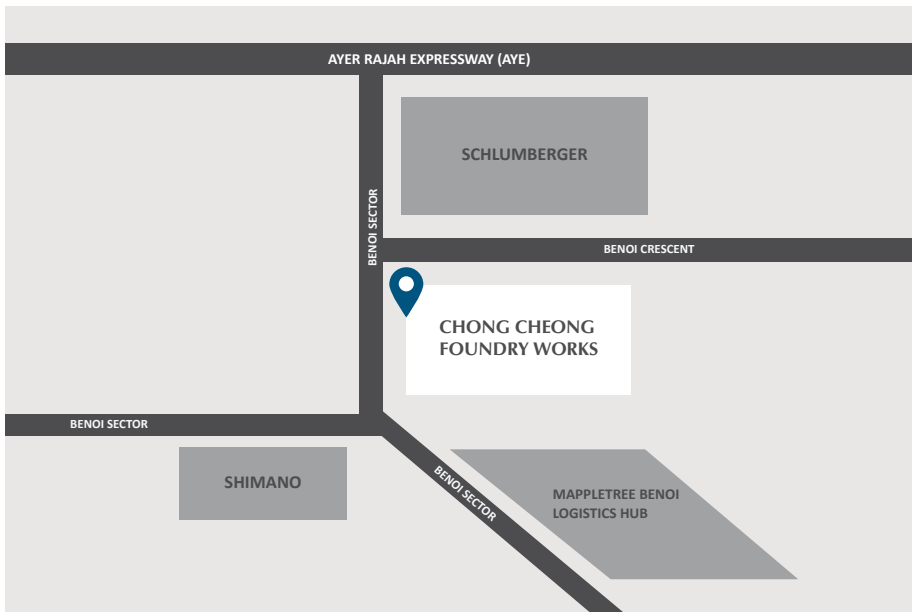 AYER RAJAH EXPRESSWAY (AYE)
SCHLUMBERGER
BENOI SECTOR
BENOI CRESCENT
CHONG CHEONG
FOUNDRY WORKS
BENOI SECTOR
SHIMANO
BENOI SECTOR
MAPPLETREE BENOI
LOGISTICS HUB